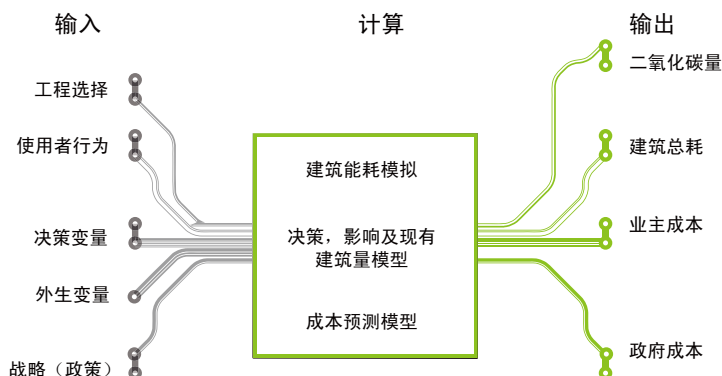 输入
计算
输出
工程选择
使用者行为
决策变量
外生变量
战略（政策）
建筑能耗模拟
决策，影响及现有
建筑量模型
成本预测模型
二氧化碳量
建筑总耗
业主成本
政府成本